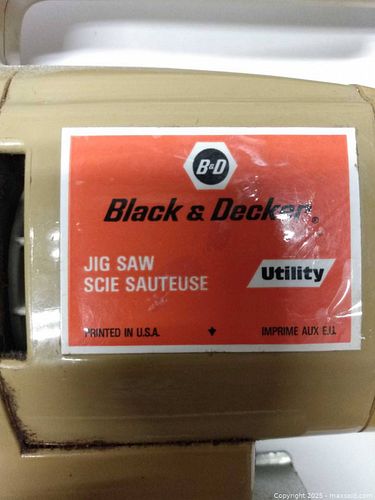 B&D
Black & Decker®
JIG SAW
SCIE SAUTEUSE
Utility
PRINTED IN U.S.A.
IMPRIME AUX E.U.
Copyright 2025 - maxsold.com